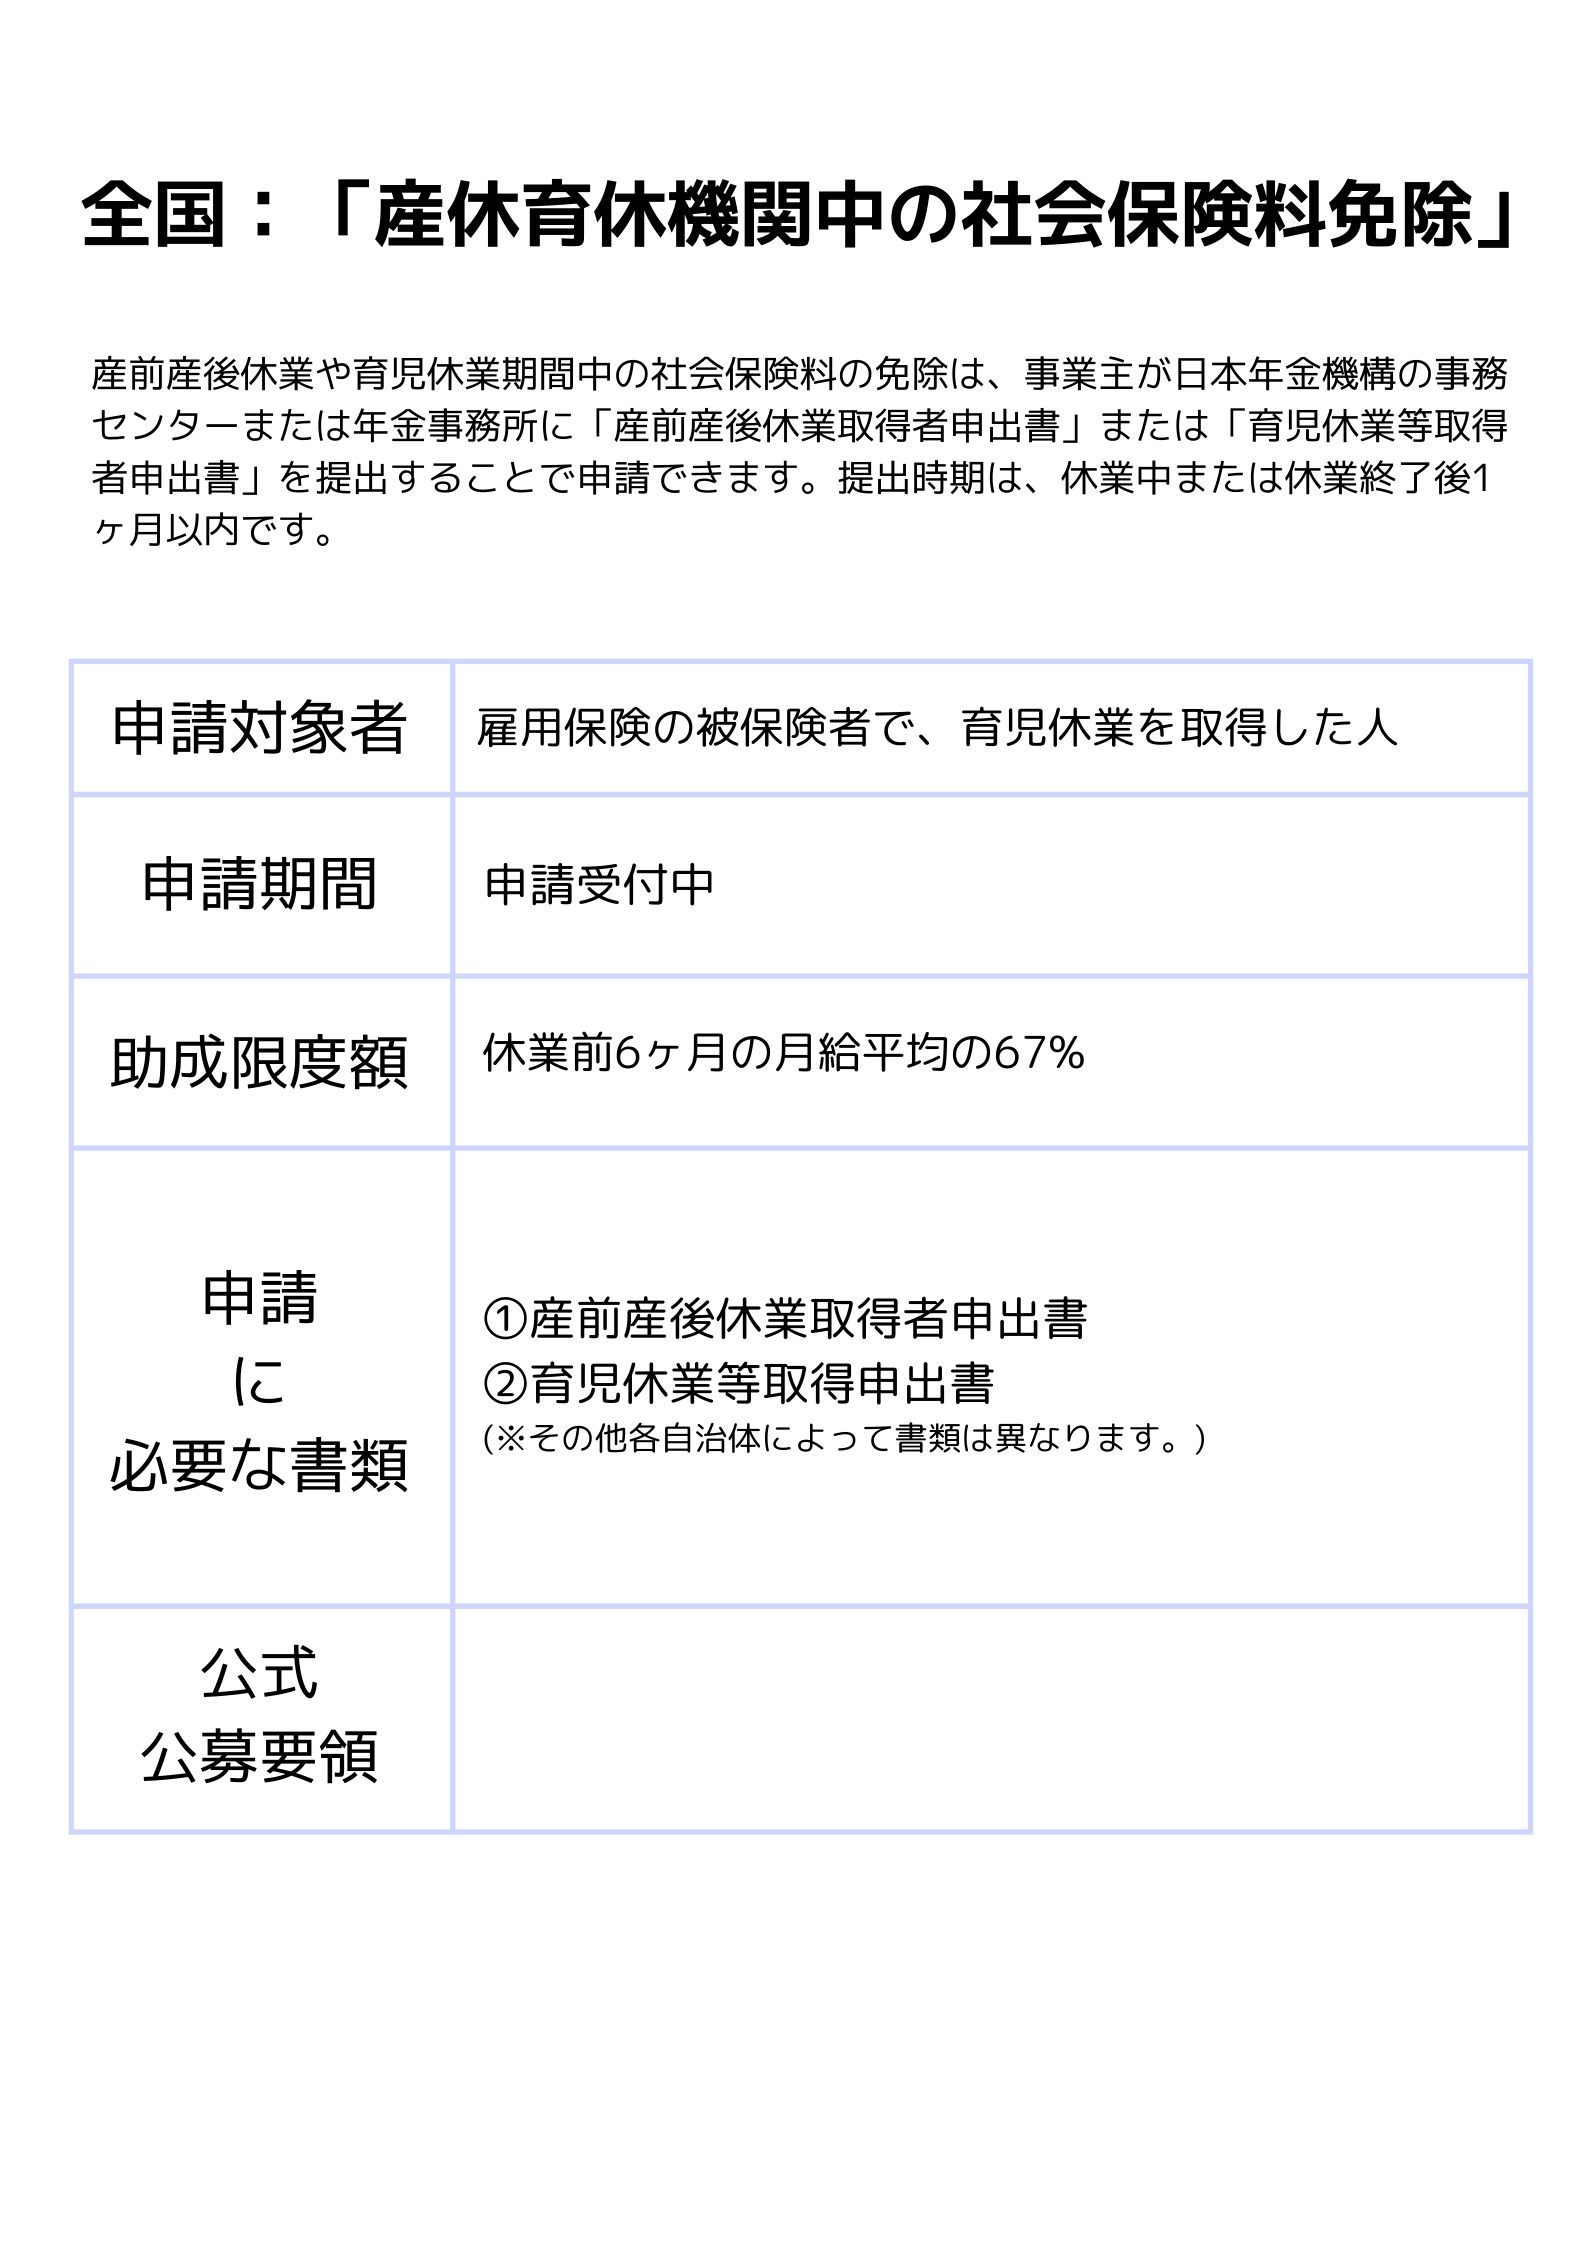 全国：「産休育休機関中の社会保険料免除」
産前産後休業や育児休業期間中の社会保険料の免除は、事業主が日本年金機構の事務
センターまたは年金事務所に「産前産後休業取得者申出書」または「育児休業等取得
者申出書」を提出することで申請できます。提出時期は、休業中または休業終了後1
ヶ月以内です。
申請対象者
雇用保険の被保険者で、育児休業を取得した人
申請期間
申請受付中
助成限度額
休業前6ヶ月の月給平均の67%
申請
に
必要な書類
①産前産後休業取得者申出書
②育児休業等取得申出書
(※その他各自治体によって書類は異なります。)
公式
公募要領